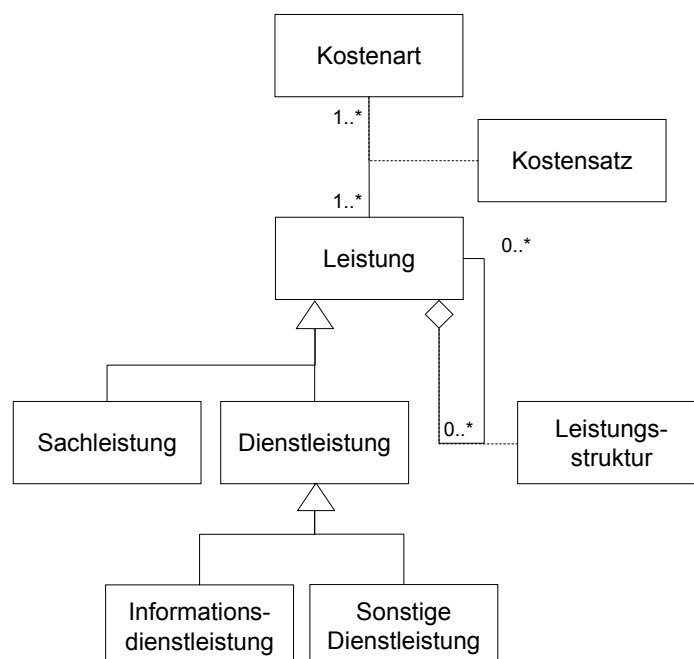 Kostenart
1..*
Kostensatz
1..*
Leistung
0..*
Sachleistung
Dienstleistung
0..*
Leistungs-
struktur
Informations-
dienstleistung
Sonstige
Dienstleistung